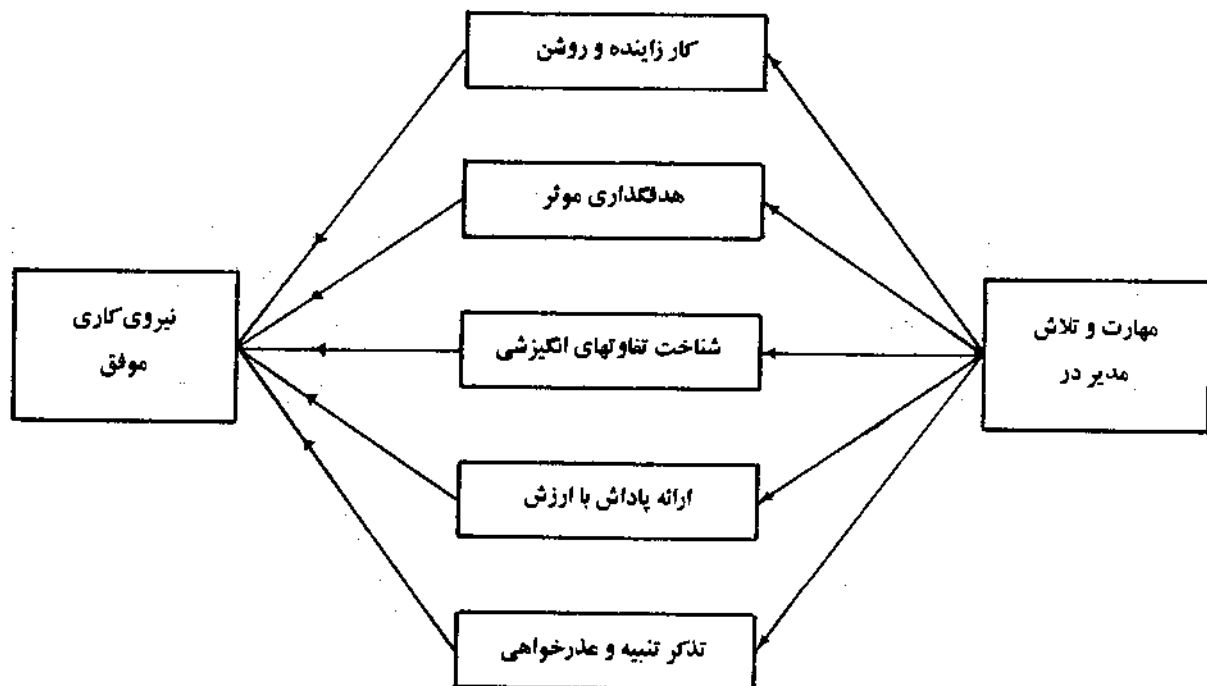 کار زاینده و روشن
هدفگذاری موثر
مهارت و تلاش
مدیر در
شناخت تفاوتهای انگیزشی
نیروی کاری
موفق
ارائه پاداش با ارزش
تذکر تنبیه و عذرخواهی